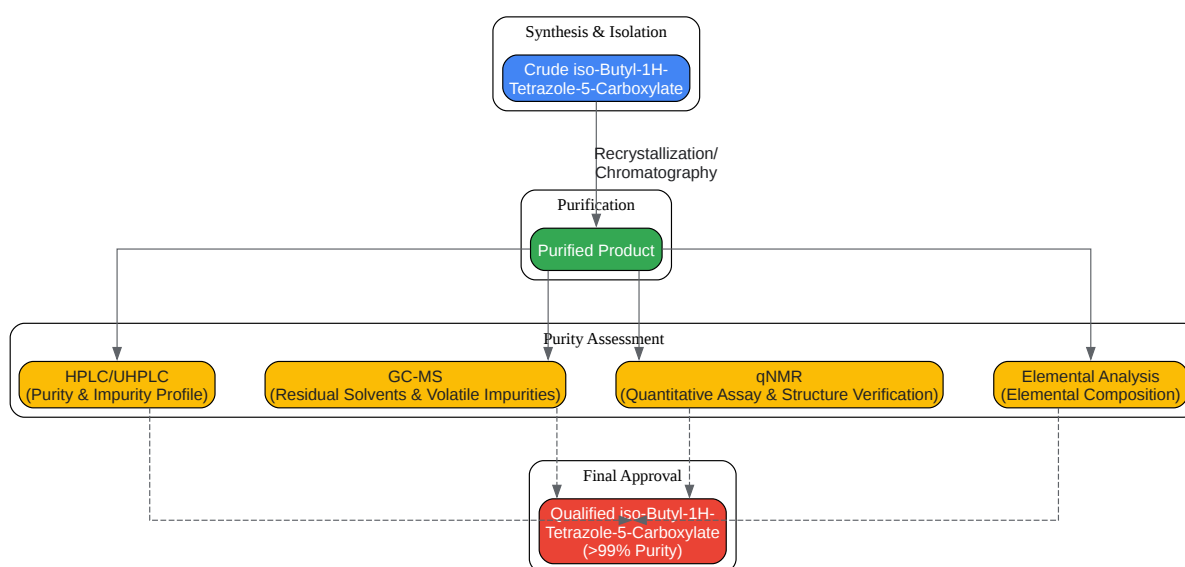 Synthesis & Isolation
Crude iso-Butyl-1H-
Tetrazole-5-Carboxylate
Recrystallization/
Chromatography
Purification
Purified Product
Purity Assessment
HPLC/UHPLC
(Purity & Impurity Profile)
GC-MS
(Residual Solvents & Volatile Impurities)
qNMR
(Quantitative Assay & Structure Verification)
Elemental Analysis
(Elemental Composition)
Final Approval
Qualified iso-Butyl-1H-
Tetrazole-5-Carboxylate
(>99% Purity)